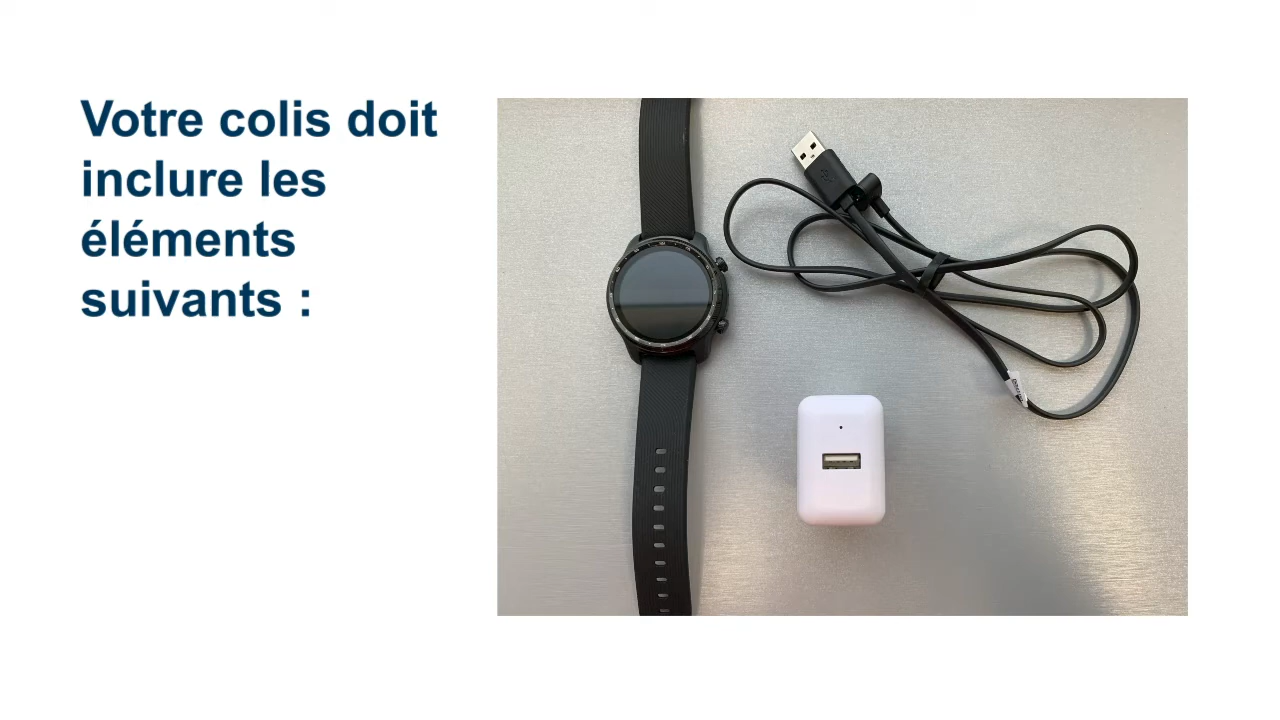 Votre colis doit
inclure les
éléments
suivants :